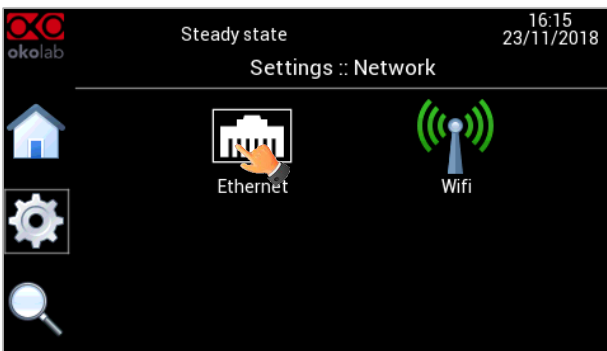 okolab
Steady state
16:15
23/11/2018
Settings :: Network
Ethernet
Wifi